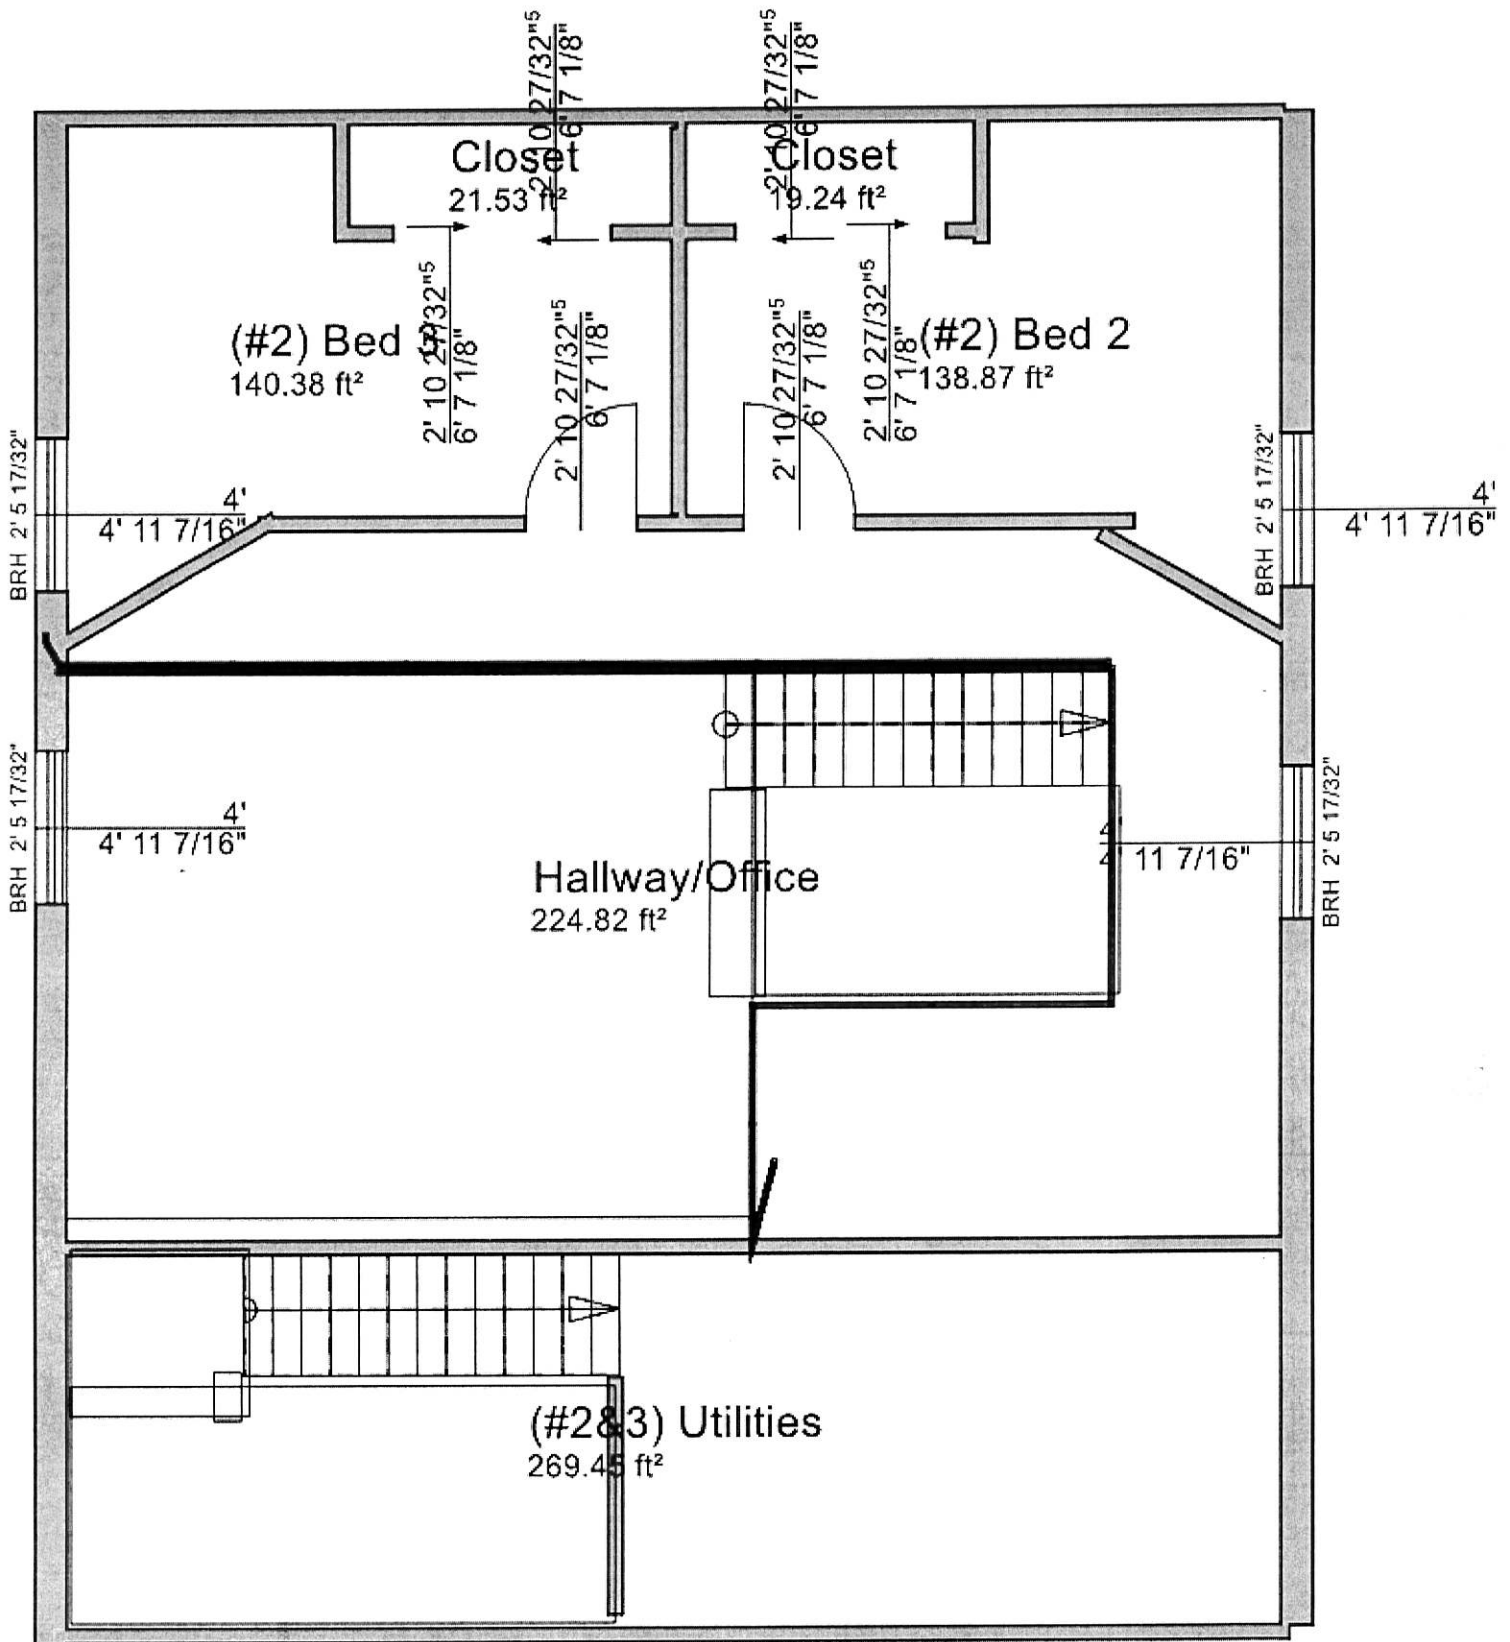 2' 10 27/32"⁵
6' 7 1/8"
2' 10 27/32"⁵
6' 7 1/8"
Closet
21.53 ft²
Closet
19.24 ft²
(#2) Bed 3
140.38 ft²
2' 10 27/32"⁵
6' 7 1/8"
2' 10 27/32"⁵
6' 7 1/8"
2' 10 27/32"⁵
6' 7 1/8"
2' 10 27/32"⁵
6' 7 1/8"
(#2) Bed 2
138.87 ft²
BRH 2' 5 17/32"
4'
4' 11 7/16"
BRH 2' 5 17/32"
4'
4' 11 7/16"
BRH 2' 5 17/32"
4'
4' 11 7/16"
Hallway/Office
224.82 ft²
4'
4' 11 7/16"
BRH 2' 5 17/32"
(#2&3) Utilities
269.45 ft²